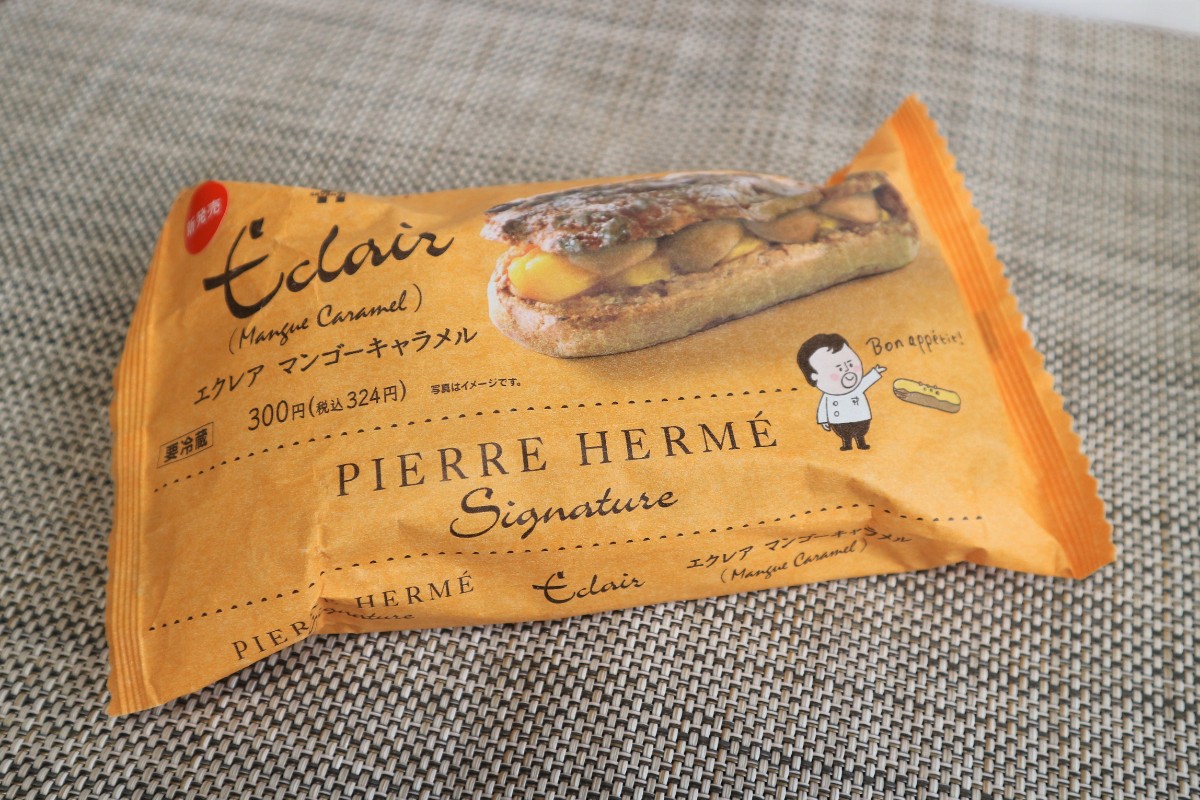 新発売
Éclair
(Mangue Caramel)
エクレア マンゴーキャラメル
300円(税込324円)
写真はイメージです。
要冷蔵
Bon appétit!
PIERRE HERMÉ
Signature
HERMÉ
Éclair
エクレア マンゴーキャラメル
(Mangue Caramel)